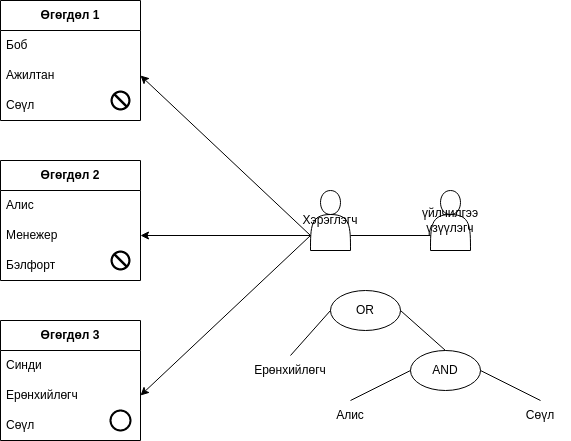 Өгөгдөл 1
Боб
Ажилтан
Сөүл
Өгөгдөл 2
Алис
Менежер
Бэлфорт
Өгөгдөл 3
Синди
Ерөнхийлөгч
Сөүл
Хэрэглэгч
үйлчилгээ
үзүүлэгч
OR
Ерөнхийлөгч
AND
Алис
Сөүл